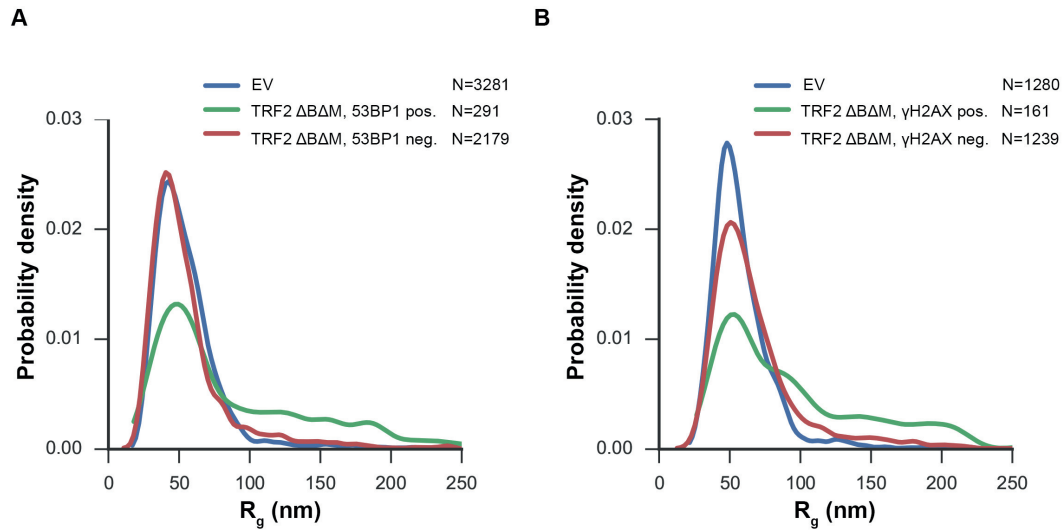 A
EV N=3281
TRF2 ΔBΔM, 53BP1 pos. N=291
TRF2 ΔBΔM, 53BP1 neg. N=2179
Probability density
0.03
0.02
0.01
0.00
0 50 100 150 200 250
Rg (nm)
B
EV N=1280
TRF2 ΔBΔM, γH2AX pos. N=161
TRF2 ΔBΔM, γH2AX neg. N=1239
Probability density
0.03
0.02
0.01
0.00
0 50 100 150 200 250
Rg (nm)